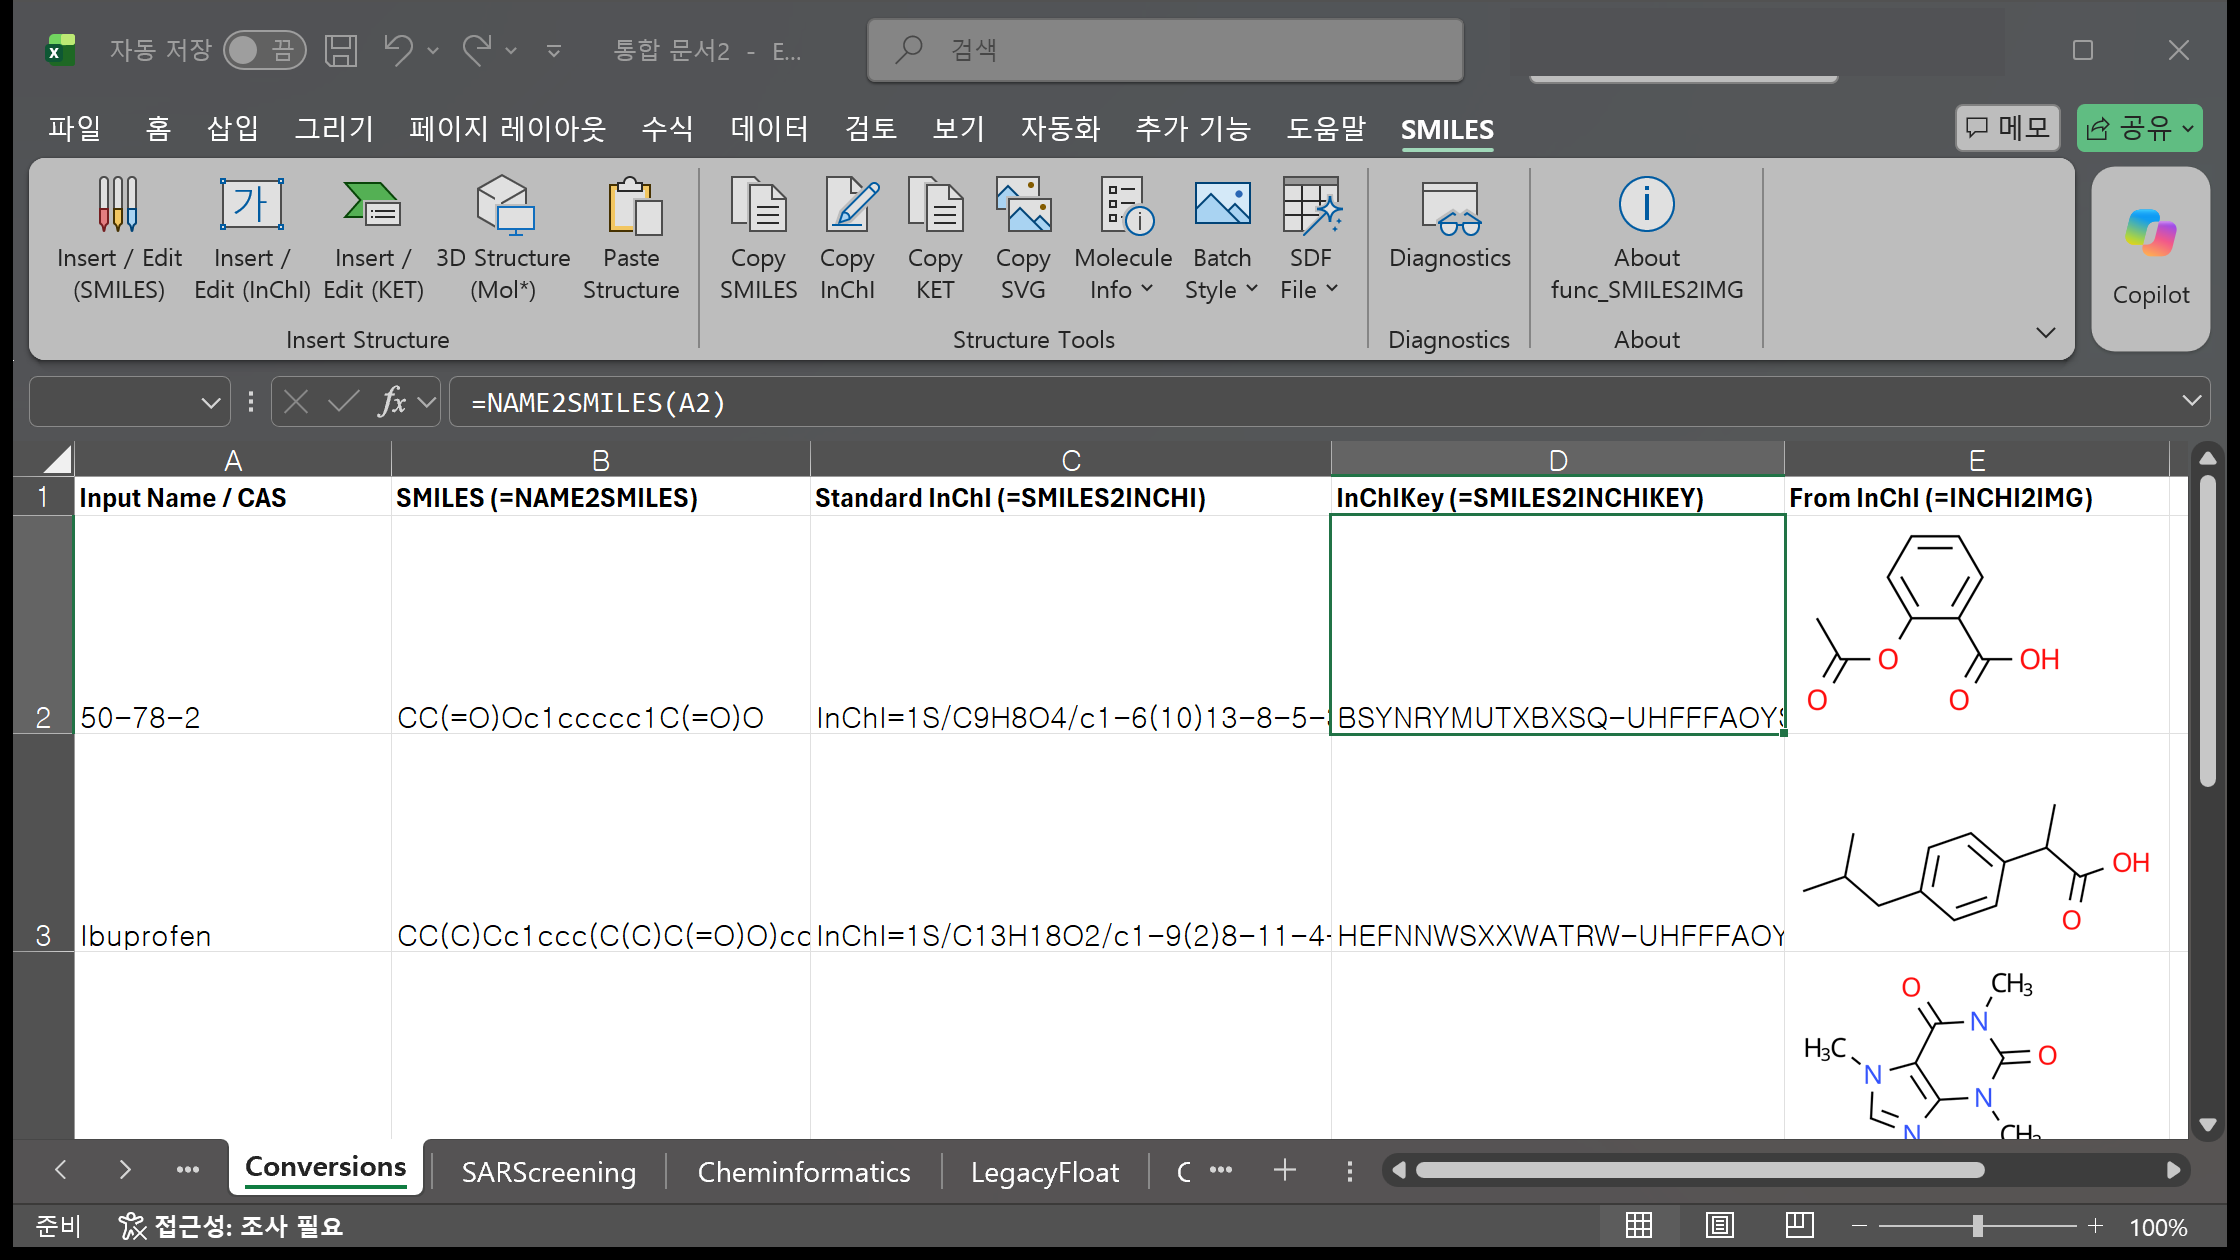 자동 저장 끔 통합 문서2 - E... 검색
파일 홈 삽입 그리기 페이지 레이아웃 수식 데이터 검토 보기 자동화 추가 기능 도움말 SMILES 메모 공유
Insert / Edit (SMILES)
가
Insert / Edit (InChI)
Insert / Edit (KET)
3D Structure (Mol*)
Paste Structure
Copy SMILES
Copy InChI
Copy KET
Copy SVG
Molecule Info
Batch Style
SDF File
Diagnostics
About func_SMILES2IMG
Copilot
Insert Structure
Structure Tools
Diagnostics
About
fx =NAME2SMILES(A2)
A B C D E
1 Input Name / CAS SMILES (=NAME2SMILES) Standard InChI (=SMILES2INCHI) InChIKey (=SMILES2INCHIKEY) From InChI (=INCHI2IMG)
O OH
O O
2 50-78-2 CC(=O)Oc1ccccc1C(=O)O InChI=1S/C9H8O4/c1-6(10)13-8-5- BSYNRYMUTXBXSQ-UHFFFAOYS
OH
O
3 Ibuprofen CC(C)Cc1ccc(C(C)C(=O)O)cc InChI=1S/C13H18O2/c1-9(2)8-11-4- HEFNNWSXXWATRW-UHFFFAOY
O CH3
N
H3C O
N N
N CH3
Conversions SARScreening Cheminformatics LegacyFloat C
준비 접근성: 조사 필요 100%